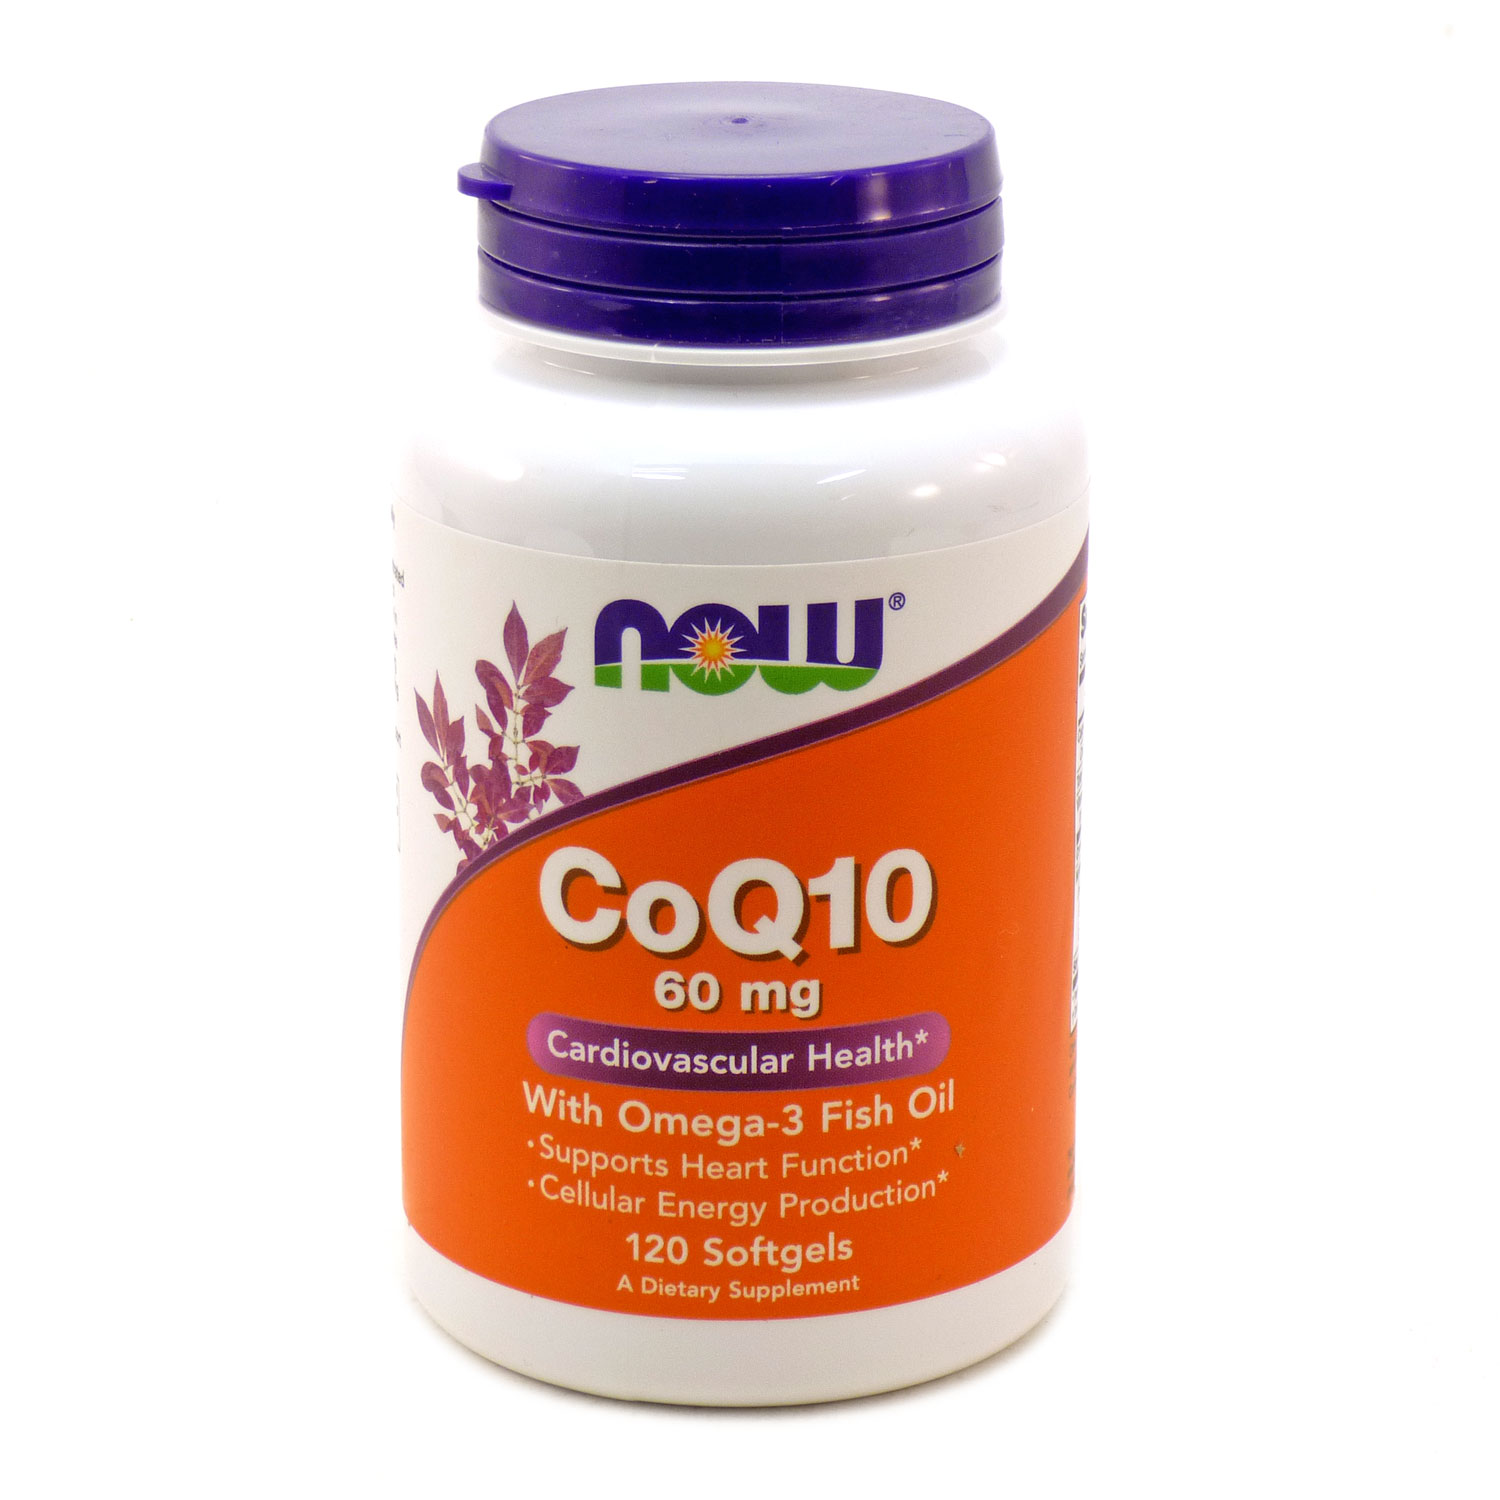 NOW®
CoQ10
60 mg
Cardiovascular Health*
With Omega-3 Fish Oil
·Supports Heart Function*
·Cellular Energy Production*
120 Softgels
A Dietary Supplement